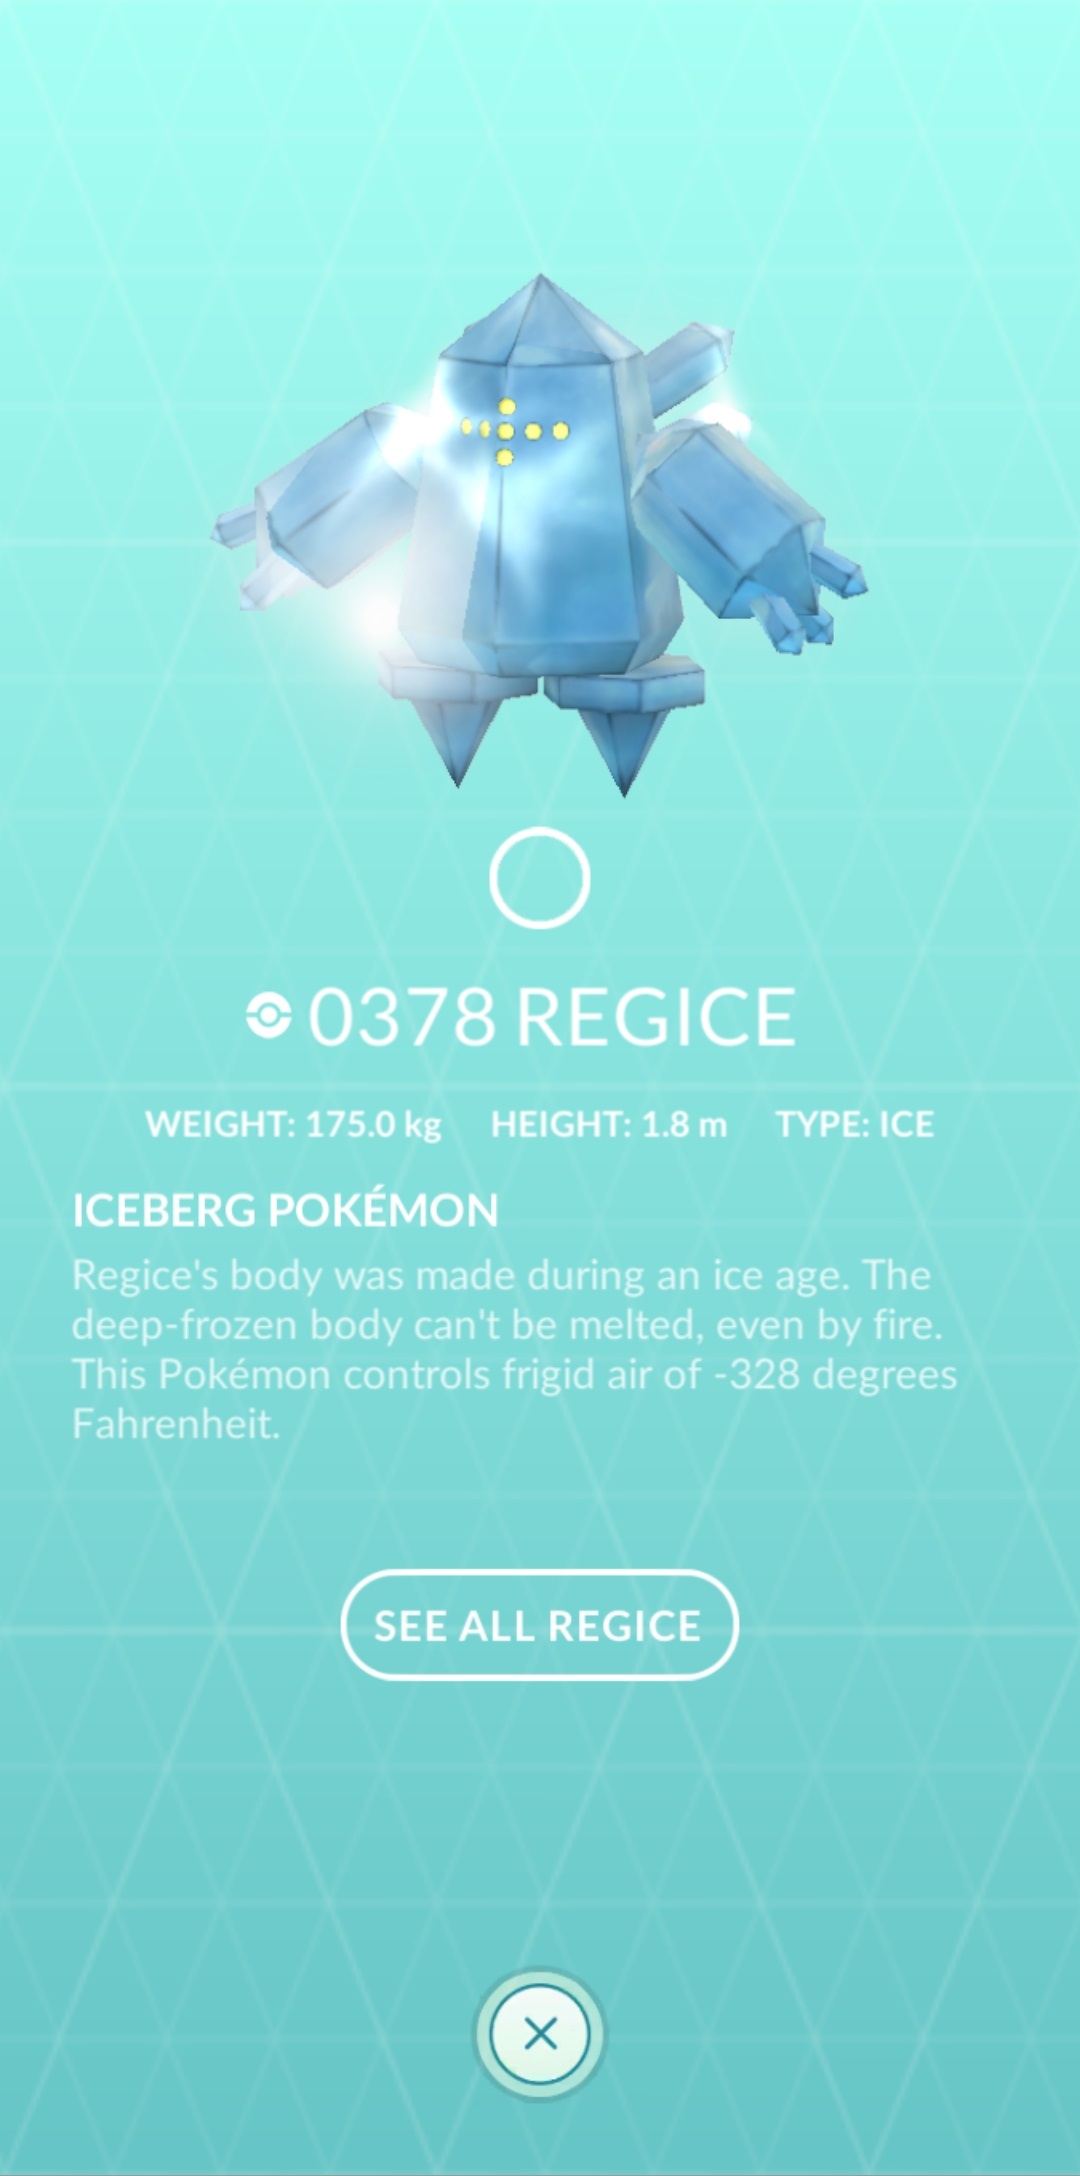 0378 REGICE
WEIGHT: 175.0 kg HEIGHT: 1.8 m TYPE: ICE
ICEBERG POKÉMON
Regice's body was made during an ice age. The
deep-frozen body can't be melted, even by fire.
This Pokémon controls frigid air of -328 degrees
Fahrenheit.
SEE ALL REGICE